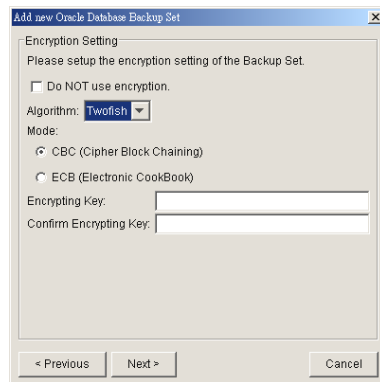 Add new Oracle Database Backup Set
Encryption Setting
Please setup the encryption setting of the Backup Set.
Do NOT use encryption.
Algorithm: Twofish
Mode:
CBC (Cipher Block Chaining)
ECB (Electronic CookBook)
Encrypting Key:
Confirm Encrypting Key:
< Previous Next > Cancel